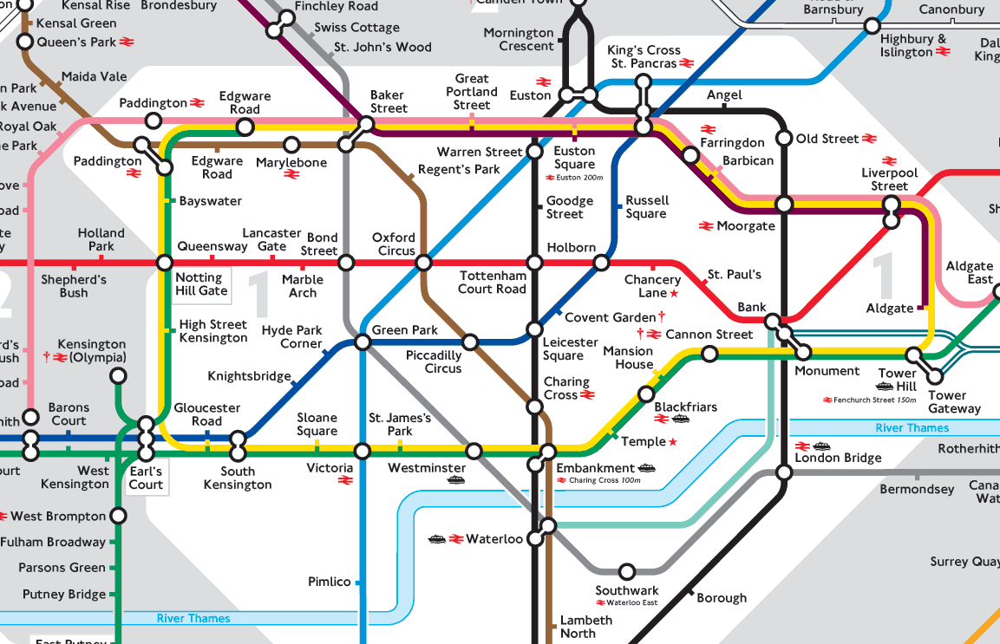 Kensal Rise
Brondesbury
Finchley Road
Camden Town
Barnsbury
Canonbury
Kensal Green
Queen's Park
Swiss Cottage
St. John's Wood
Mornington
Crescent
King's Cross
St. Pancras
Highbury &
Islington
Maida Vale
Paddington
Edgware
Road
Baker
Street
Great
Portland
Street
Euston
Angel
Royal Oak
Old Street
Farringdon
Barbican
Paddington
Edgware
Road
Marylebone
Regent's Park
Warren Street
Euston
Square
Euston 200m
Liverpool
Street
Bayswater
Goodge
Street
Russell
Square
Moorgate
Holland
Park
Queensway
Lancaster
Gate
Bond
Street
Oxford
Circus
Holborn
1
Shepherd's
Bush
Notting
Hill Gate
1
Marble
Arch
Tottenham
Court Road
Chancery
Lane
St. Paul's
Aldgate
East
2
Aldgate
High Street
Kensington
Hyde Park
Corner
Green Park
Covent Garden
Bank
Cannon Street
Kensington
(Olympia)
Piccadilly
Circus
Leicester
Square
Mansion
House
Monument
Tower
Hill
Fenchurch Street 150m
Tower
Gateway
Knightsbridge
Charing
Cross
Blackfriars
Barons
Court
Gloucester
Road
Sloane
Square
St. James's
Park
Temple
River Thames
West
Kensington
Earl's
Court
South
Kensington
Victoria
Westminster
Embankment
Charing Cross 100m
London Bridge
Bermondsey
West Brompton
Fulham Broadway
Waterloo
Parsons Green
Putney Bridge
Pimlico
Southwark
Waterloo East
Borough
River Thames
Lambeth
North
East Putney